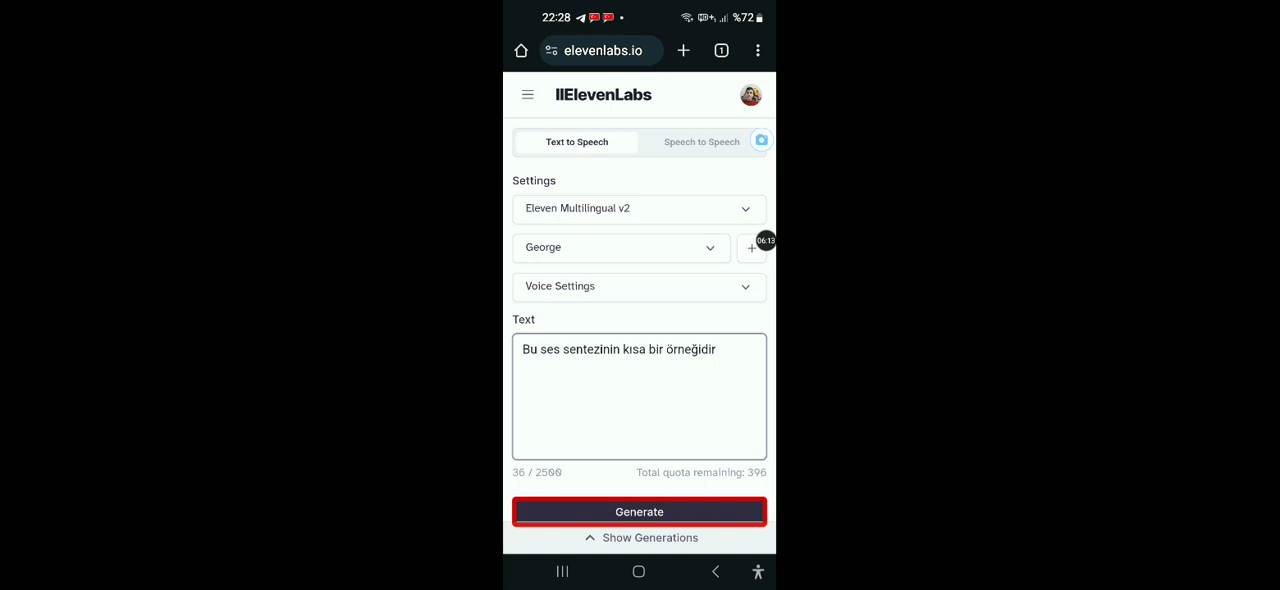 22:28 %72
elevenlabs.io 1
IIElevenLabs
Text to Speech Speech to Speech
Settings
Eleven Multilingual v2
George
06:13
Voice Settings
Text
Bu ses sentezinin kısa bir örneğidir
36 / 2500 Total quota remaining: 396
Generate
Show Generations